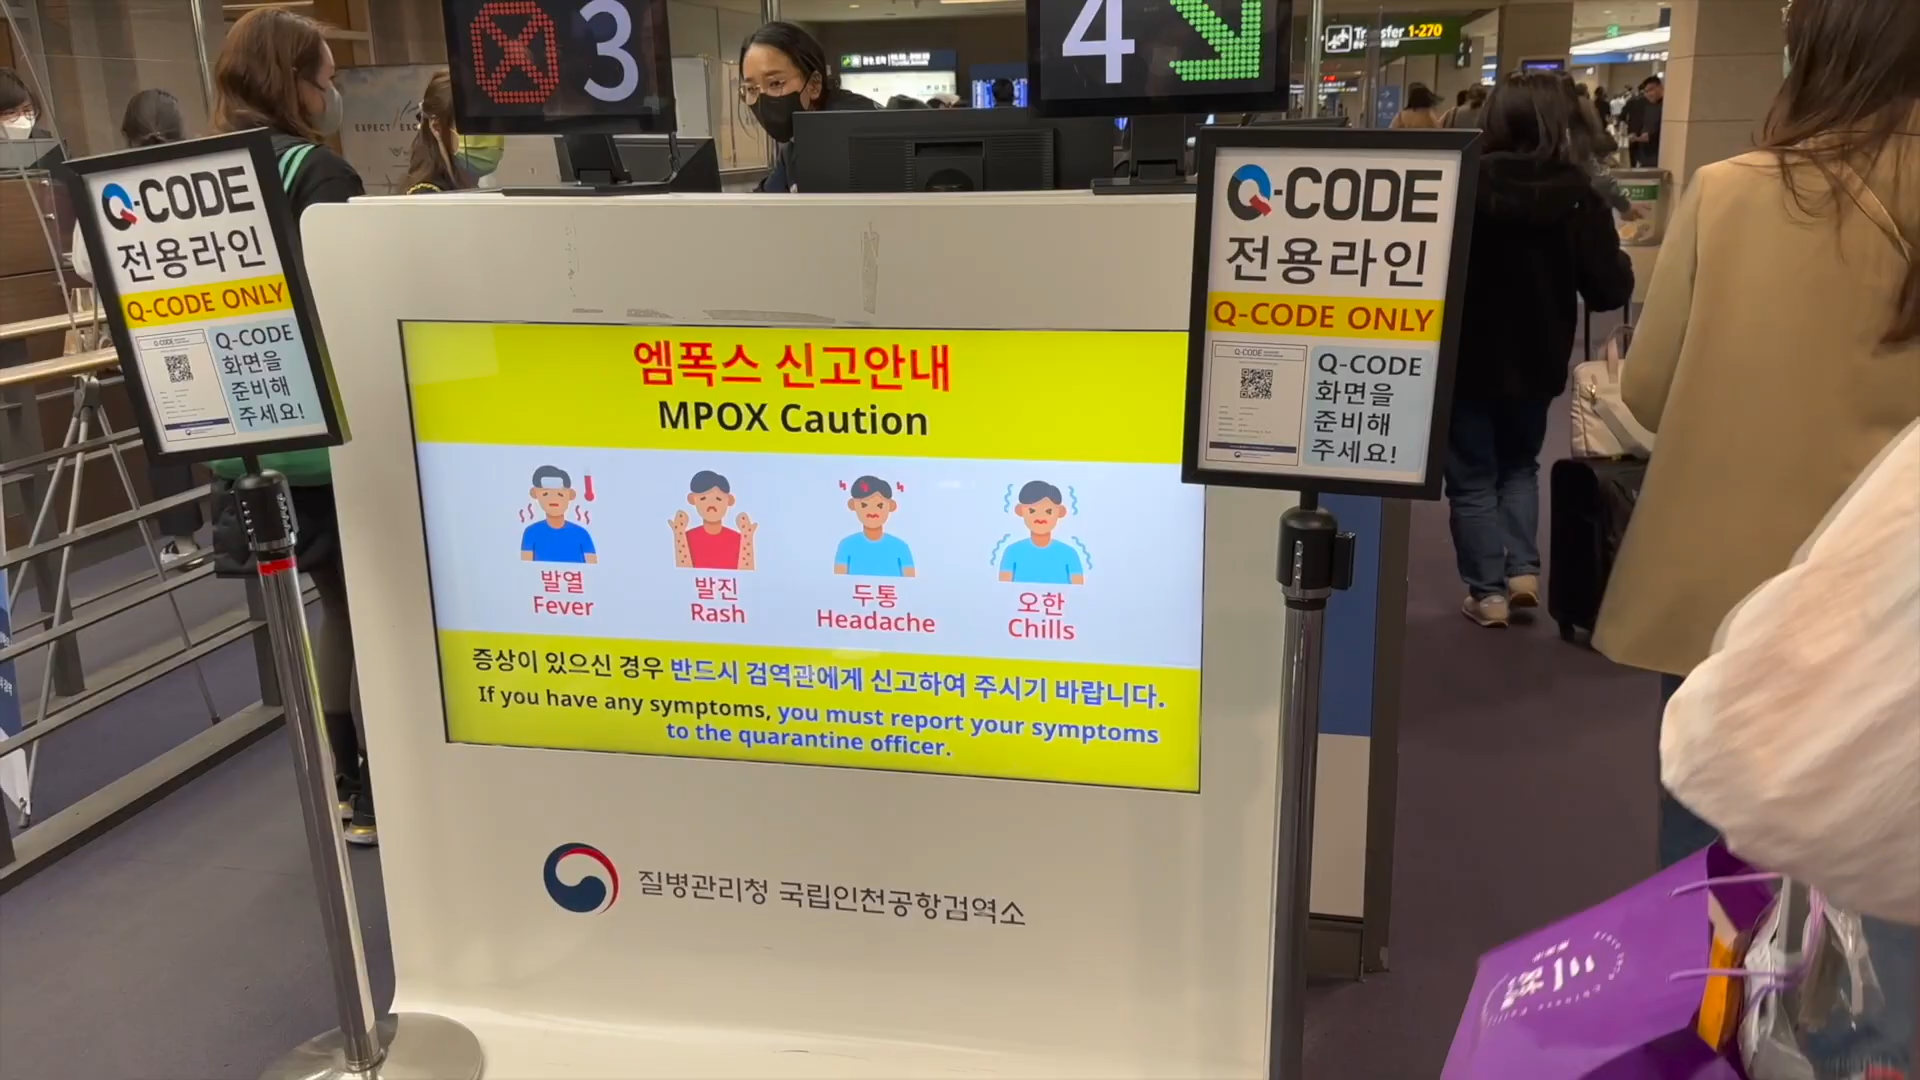 3
4
Transfer 1-270
EXPECT EXC
Q-CODE
전용라인
Q-CODE ONLY
Q-CODE
화면을
준비해
주세요!
Q-CODE
전용라인
Q-CODE ONLY
Q-CODE
Q-CODE
화면을
준비해
주세요!
엠폭스 신고안내
MPOX Caution
발열
Fever
발진
Rash
두통
Headache
오한
Chills
증상이 있으신 경우 반드시 검역관에게 신고하여 주시기 바랍니다.
If you have any symptoms, you must report your symptoms
to the quarantine officer.
질병관리청 국립인천공항검역소